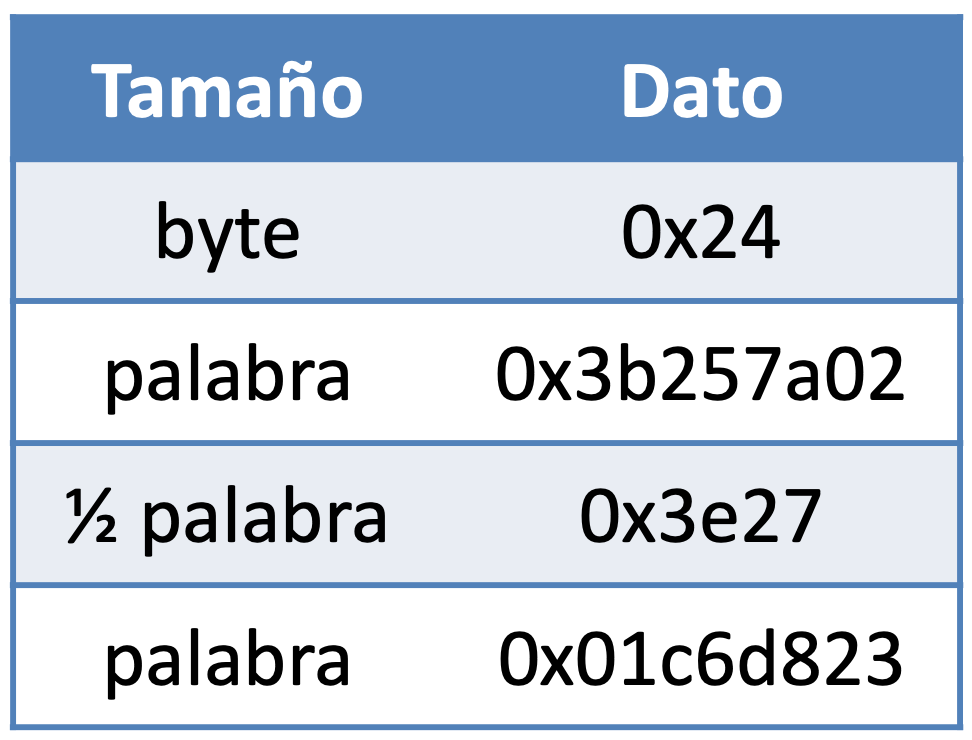 Tamaño Dato
byte 0x24
palabra 0x3b257a02
½ palabra 0x3e27
palabra 0x01c6d823